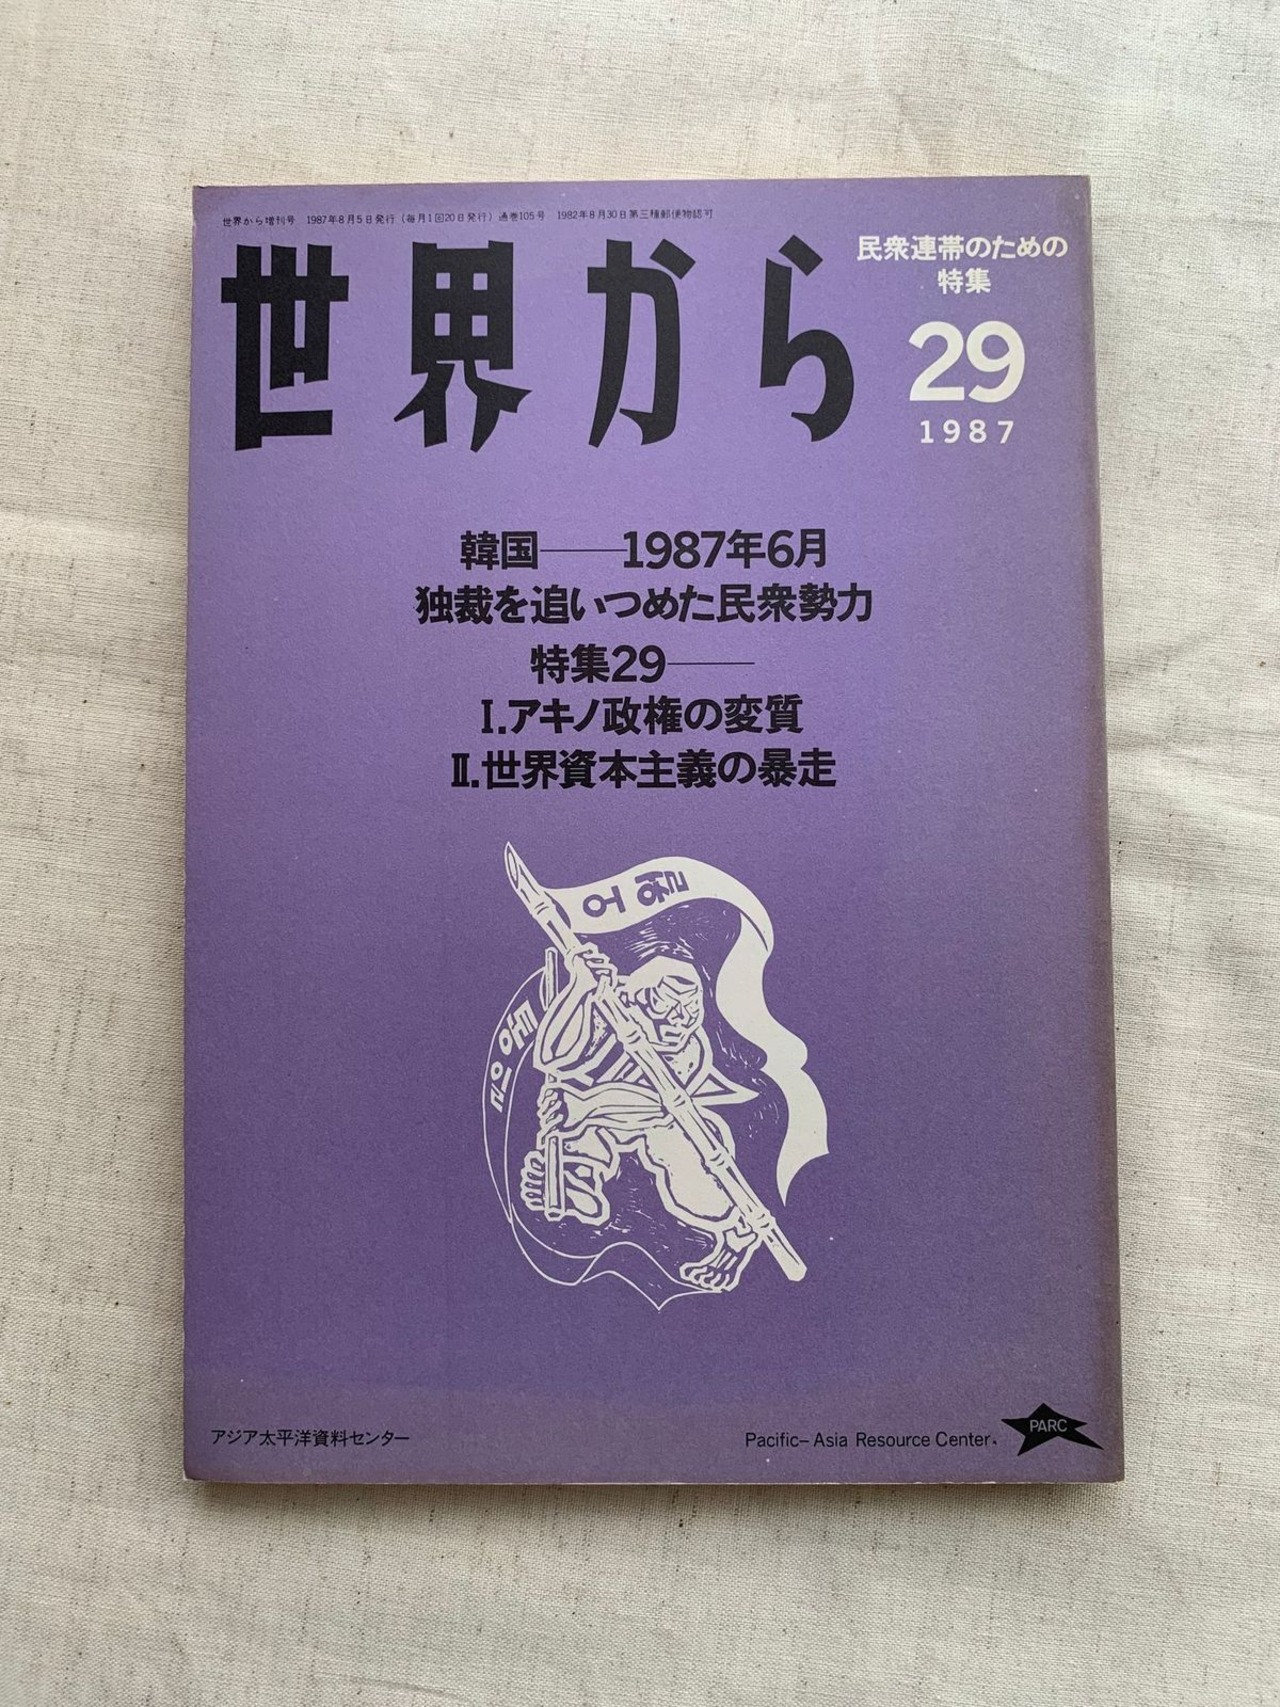 世界から増刊号 1987年8月5日発行（毎月1回20日発行）通巻105号 1982年8月30日第三種郵便物認可
世界から
民衆連帯のための
特集
29
1987
韓国——1987年6月
独裁を追いつめた民衆勢力
特集29——
I.アキノ政権の変質
II.世界資本主義の暴走
アジア太平洋資料センター
Pacific-Asia Resource Center.
PARC